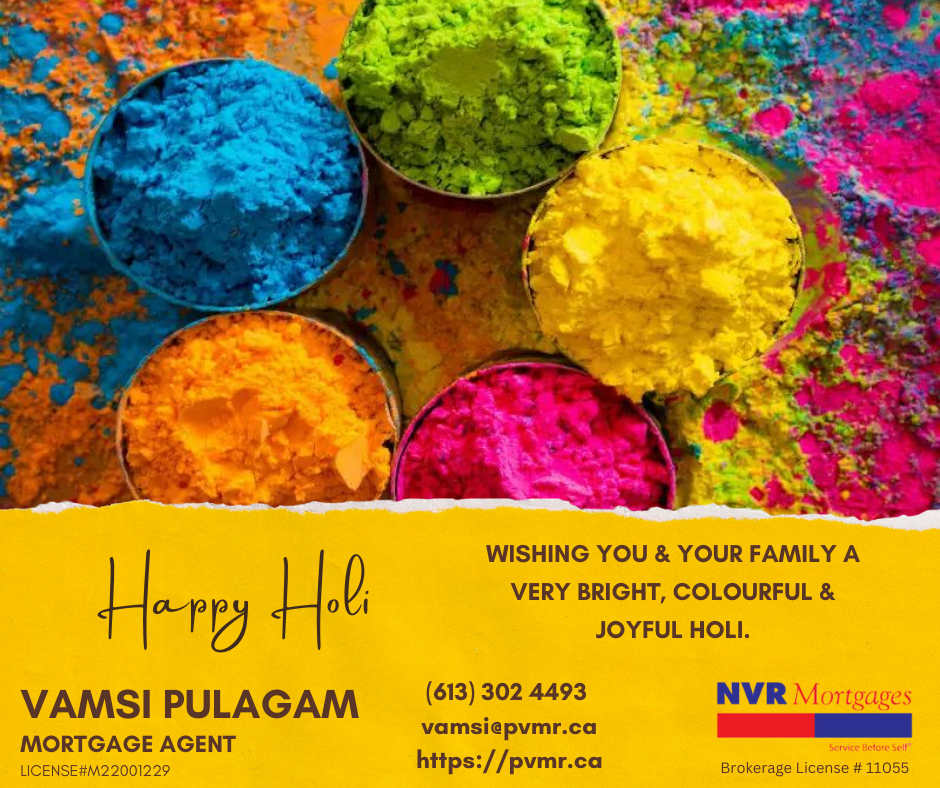 Happy Holi
WISHING YOU & YOUR FAMILY A
VERY BRIGHT, COLOURFUL &
JOYFUL HOLI.
VAMSI PULAGAM
MORTGAGE AGENT
LICENSE#M22001229
(613) 302 4493
vamsi@pvmr.ca
https://pvmr.ca
NVR Mortgages
Service Before Self™
Brokerage License # 11055